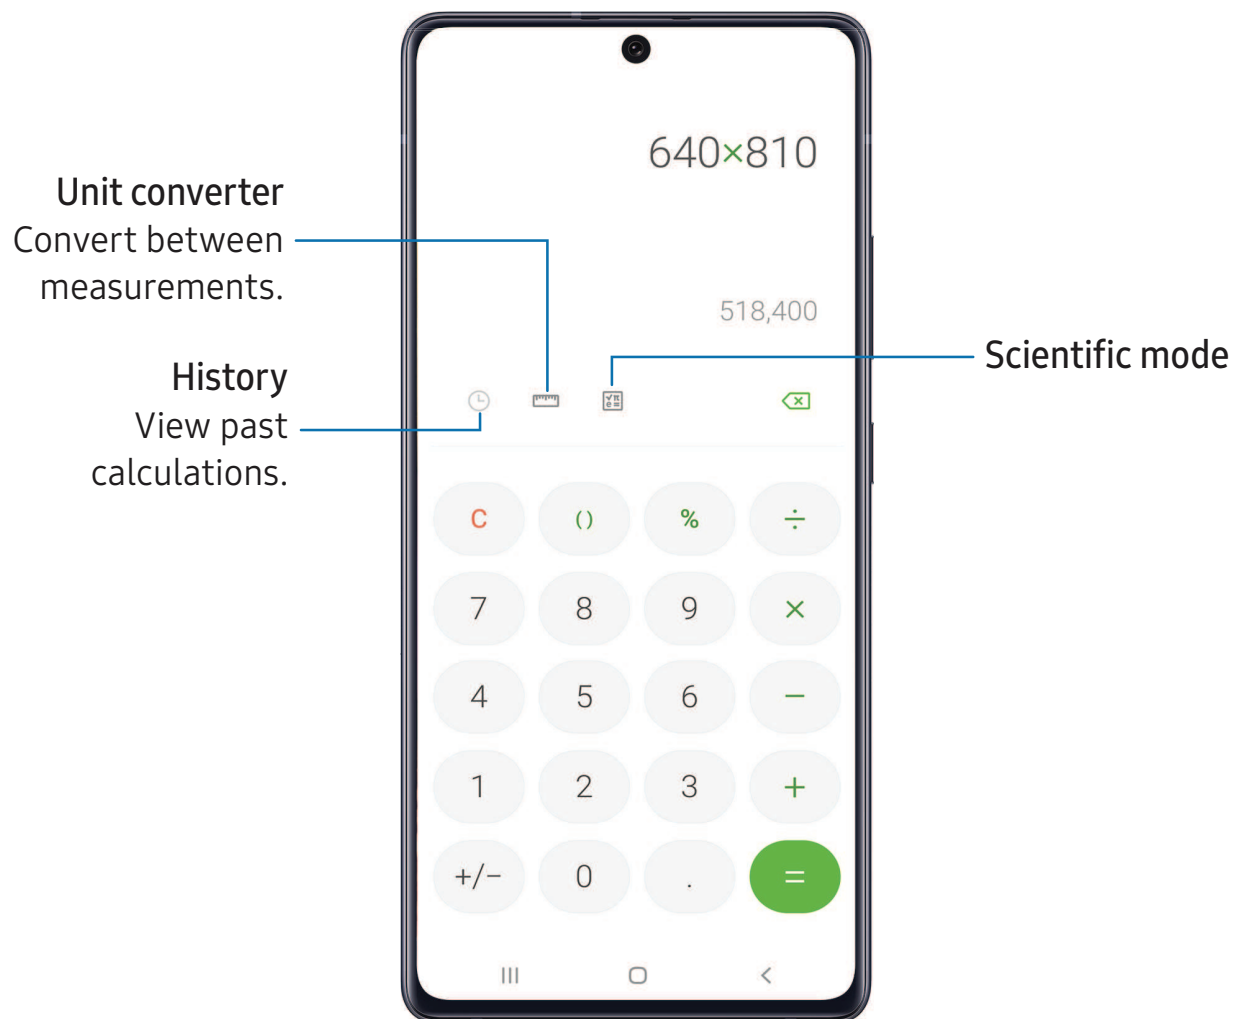 640×810
Unit converter
Convert between
measurements.
518,400
Scientific mode
History
View past
calculations.
√π
e =
C () % ÷
7 8 9 ×
4 5 6 −
1 2 3 +
+/− 0 . =